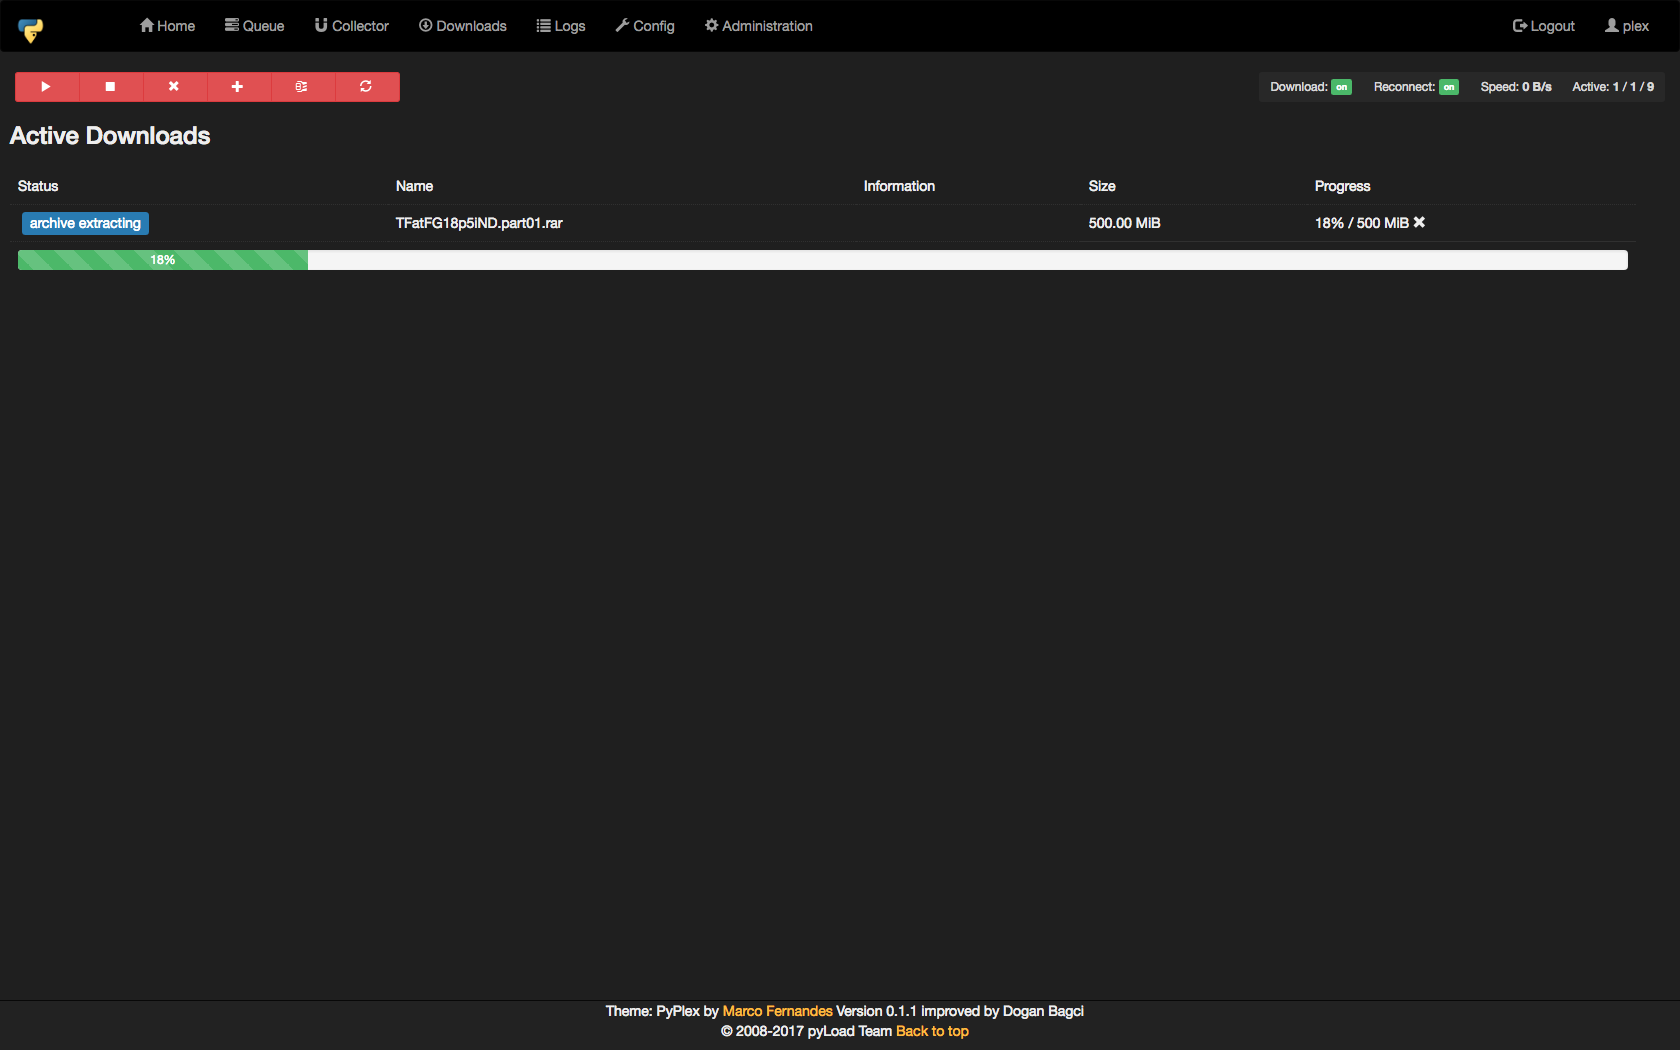 Home Queue Collector Downloads Logs Config Administration Logout plex
Download: on Reconnect: on Speed: 0 B/s Active: 1 / 1 / 9
Active Downloads
Status Name Information Size Progress
archive extracting TFatFG18p5iND.part01.rar 500.00 MiB 18% / 500 MiB
18%
Theme: PyPlex by Marco Fernandes Version 0.1.1 improved by Dogan Bagci
© 2008-2017 pyLoad Team Back to top